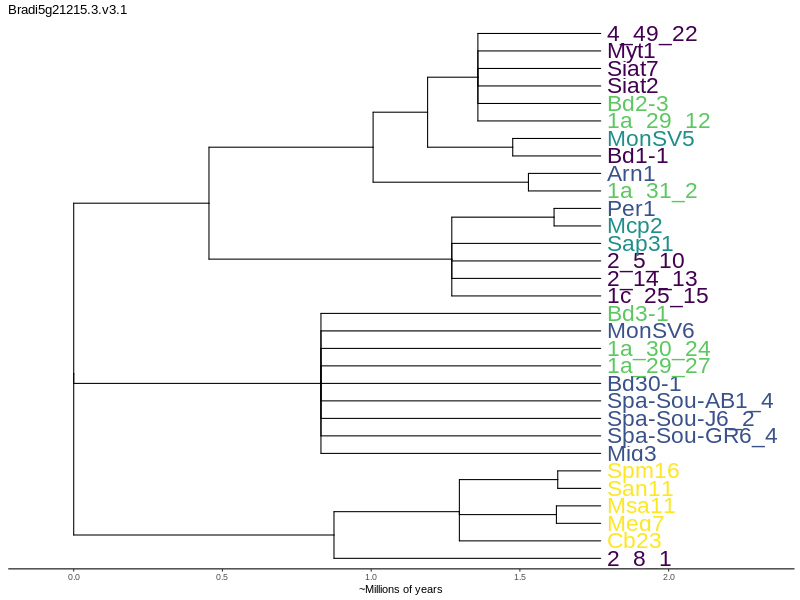 Bradi5g21215.3.v3.1
4_49_22
Myt1
Siat7
Siat2
Bd2-3
1a_29_12
MonSV5
Bd1-1
Arn1
1a_31_2
Per1
Mcp2
Sap31
2_5_10
2_14_13
1c_25_15
Bd3-1
MonSV6
1a_30_24
1a_29_27
Bd30-1
Spa-Sou-AB1_4
Spa-Sou-J6_2
Spa-Sou-GR6_4
Mig3
Spm16
San11
Msa11
Meg7
Cb23
2_8_1
0.0 0.5 1.0 1.5 2.0
~Millions of years